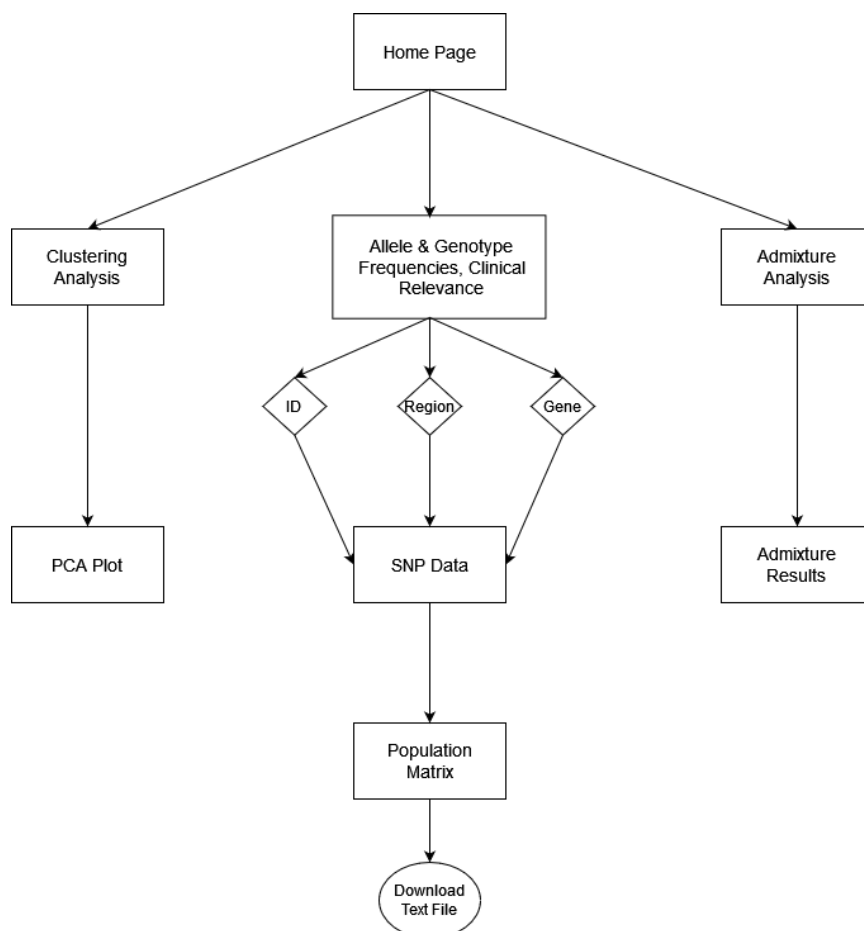 Home Page
Clustering
Analysis
Allele & Genotype
Frequencies, Clinical
Relevance
Admixture
Analysis
ID
Region
Gene
PCA Plot
SNP Data
Admixture
Results
Population
Matrix
Download
Text File